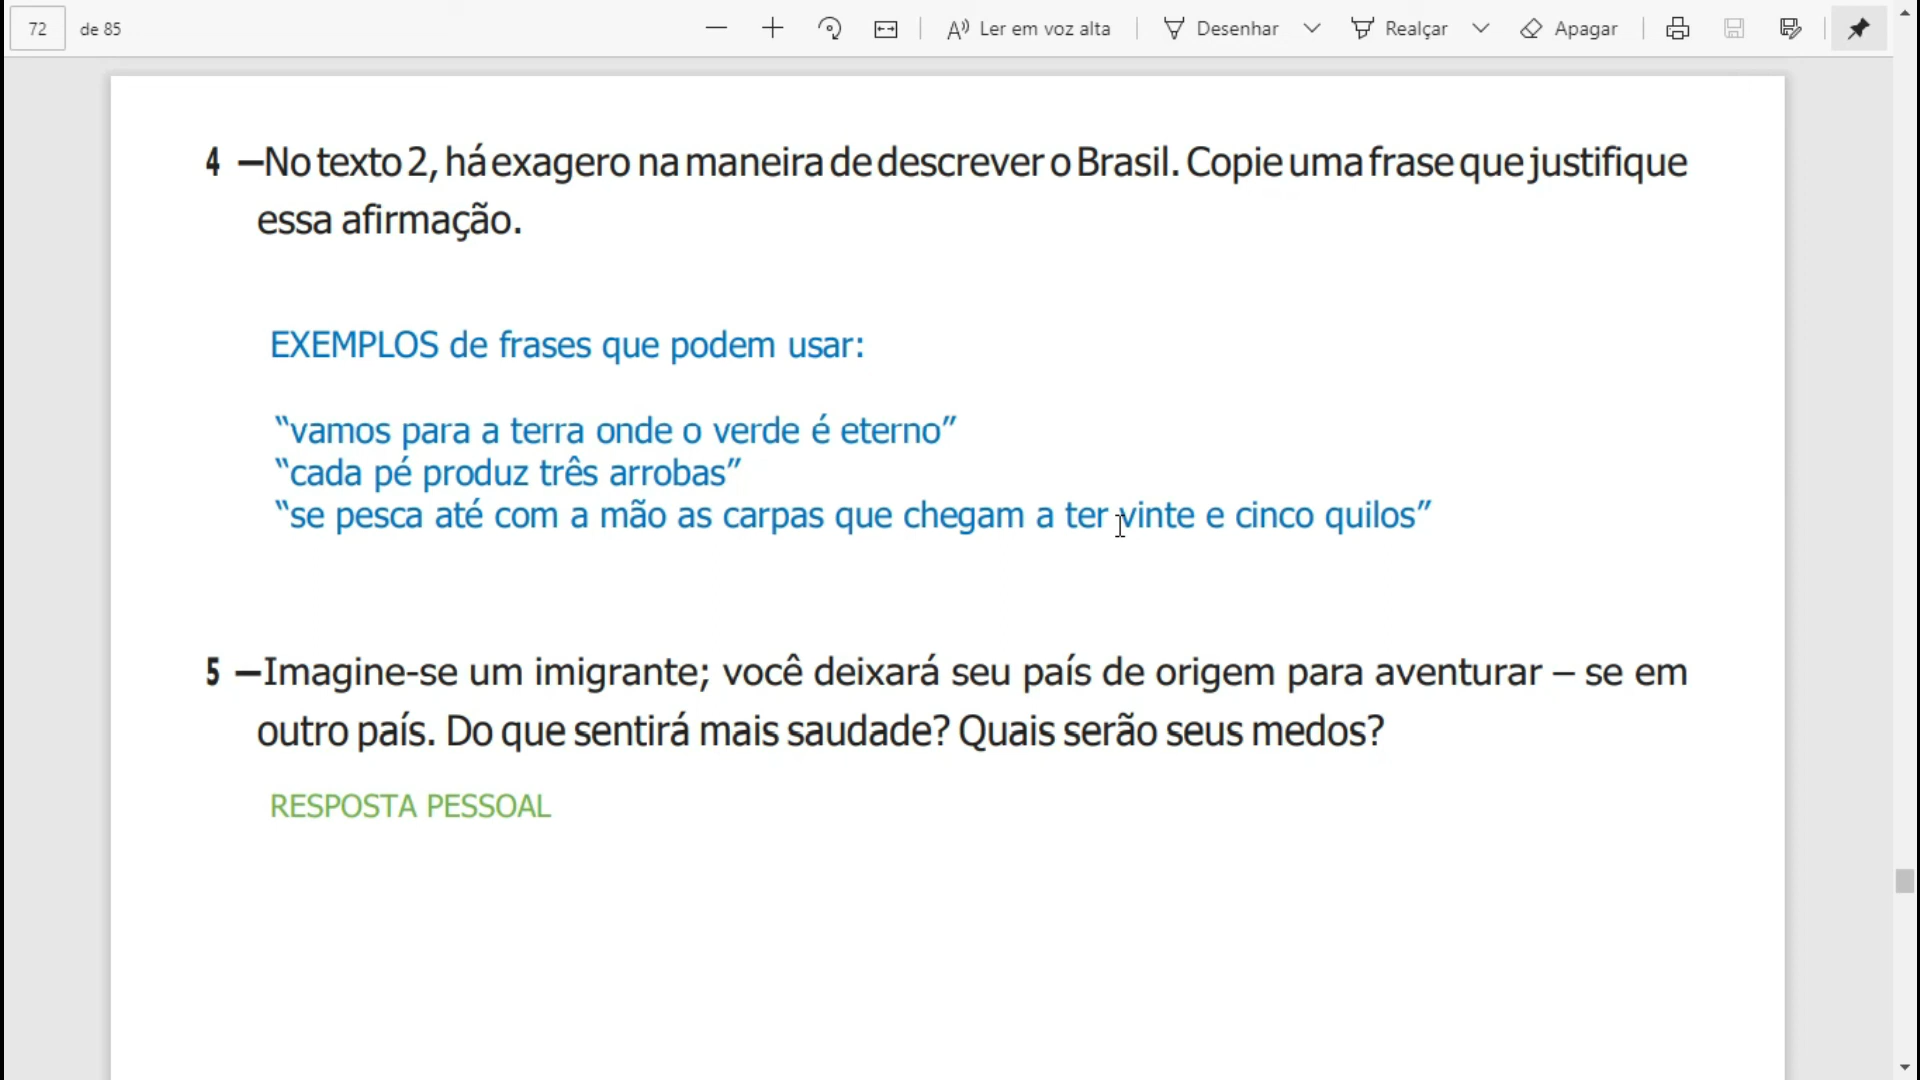 72 de 85 Ler em voz alta Desenhar Realçar Apagar
4 –No texto 2, há exagero na maneira de descrever o Brasil. Copie uma frase que justifique
essa afirmação.
EXEMPLOS de frases que podem usar:
“vamos para a terra onde o verde é eterno”
“cada pé produz três arrobas”
“se pesca até com a mão as carpas que chegam a ter vinte e cinco quilos”
5 –Imagine-se um imigrante; você deixará seu país de origem para aventurar – se em
outro país. Do que sentirá mais saudade? Quais serão seus medos?
RESPOSTA PESSOAL